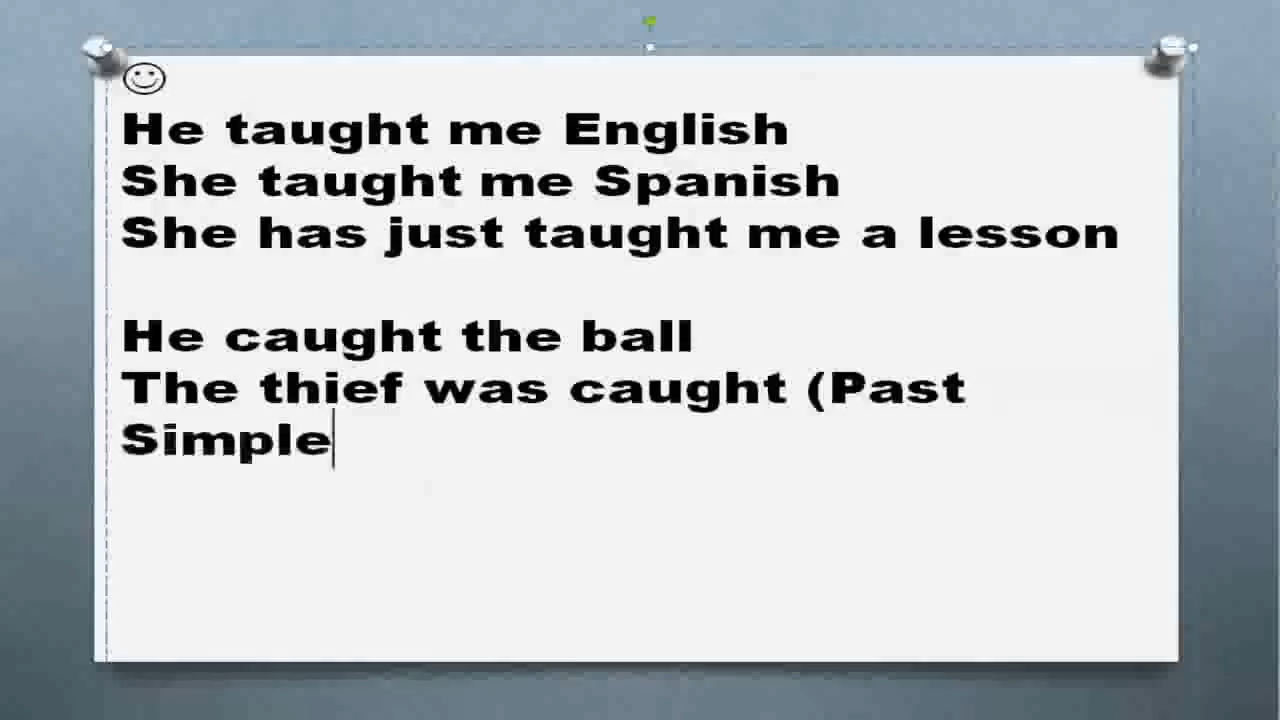 He taught me English
She taught me Spanish
She has just taught me a lesson
He caught the ball
The thief was caught (Past
Simple